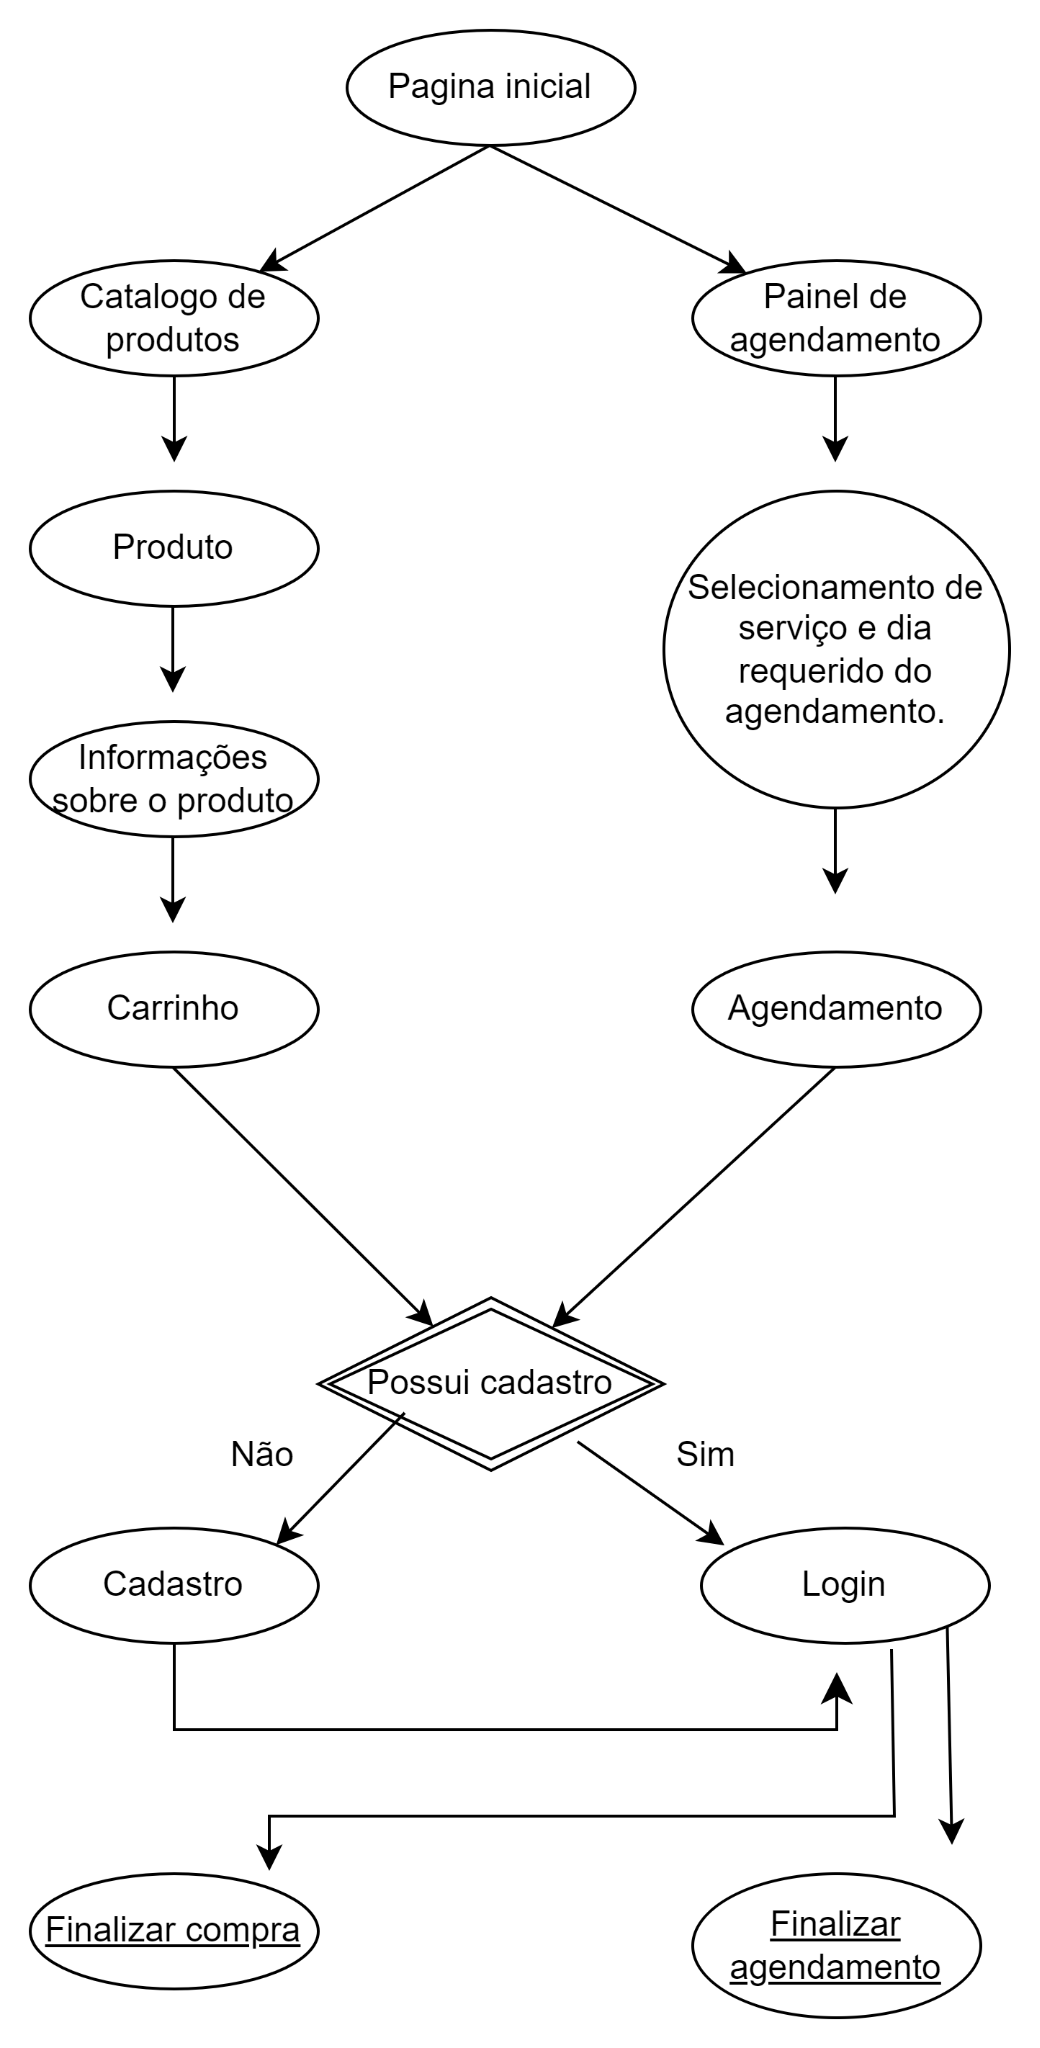 Pagina inicial
Catalogo de
produtos
Painel de
agendamento
Produto
Selecionamento de
serviço e dia
requerido do
agendamento.
Informações
sobre o produto
Carrinho
Agendamento
Possui cadastro
Não
Sim
Cadastro
Login
Finalizar compra
Finalizar
agendamento